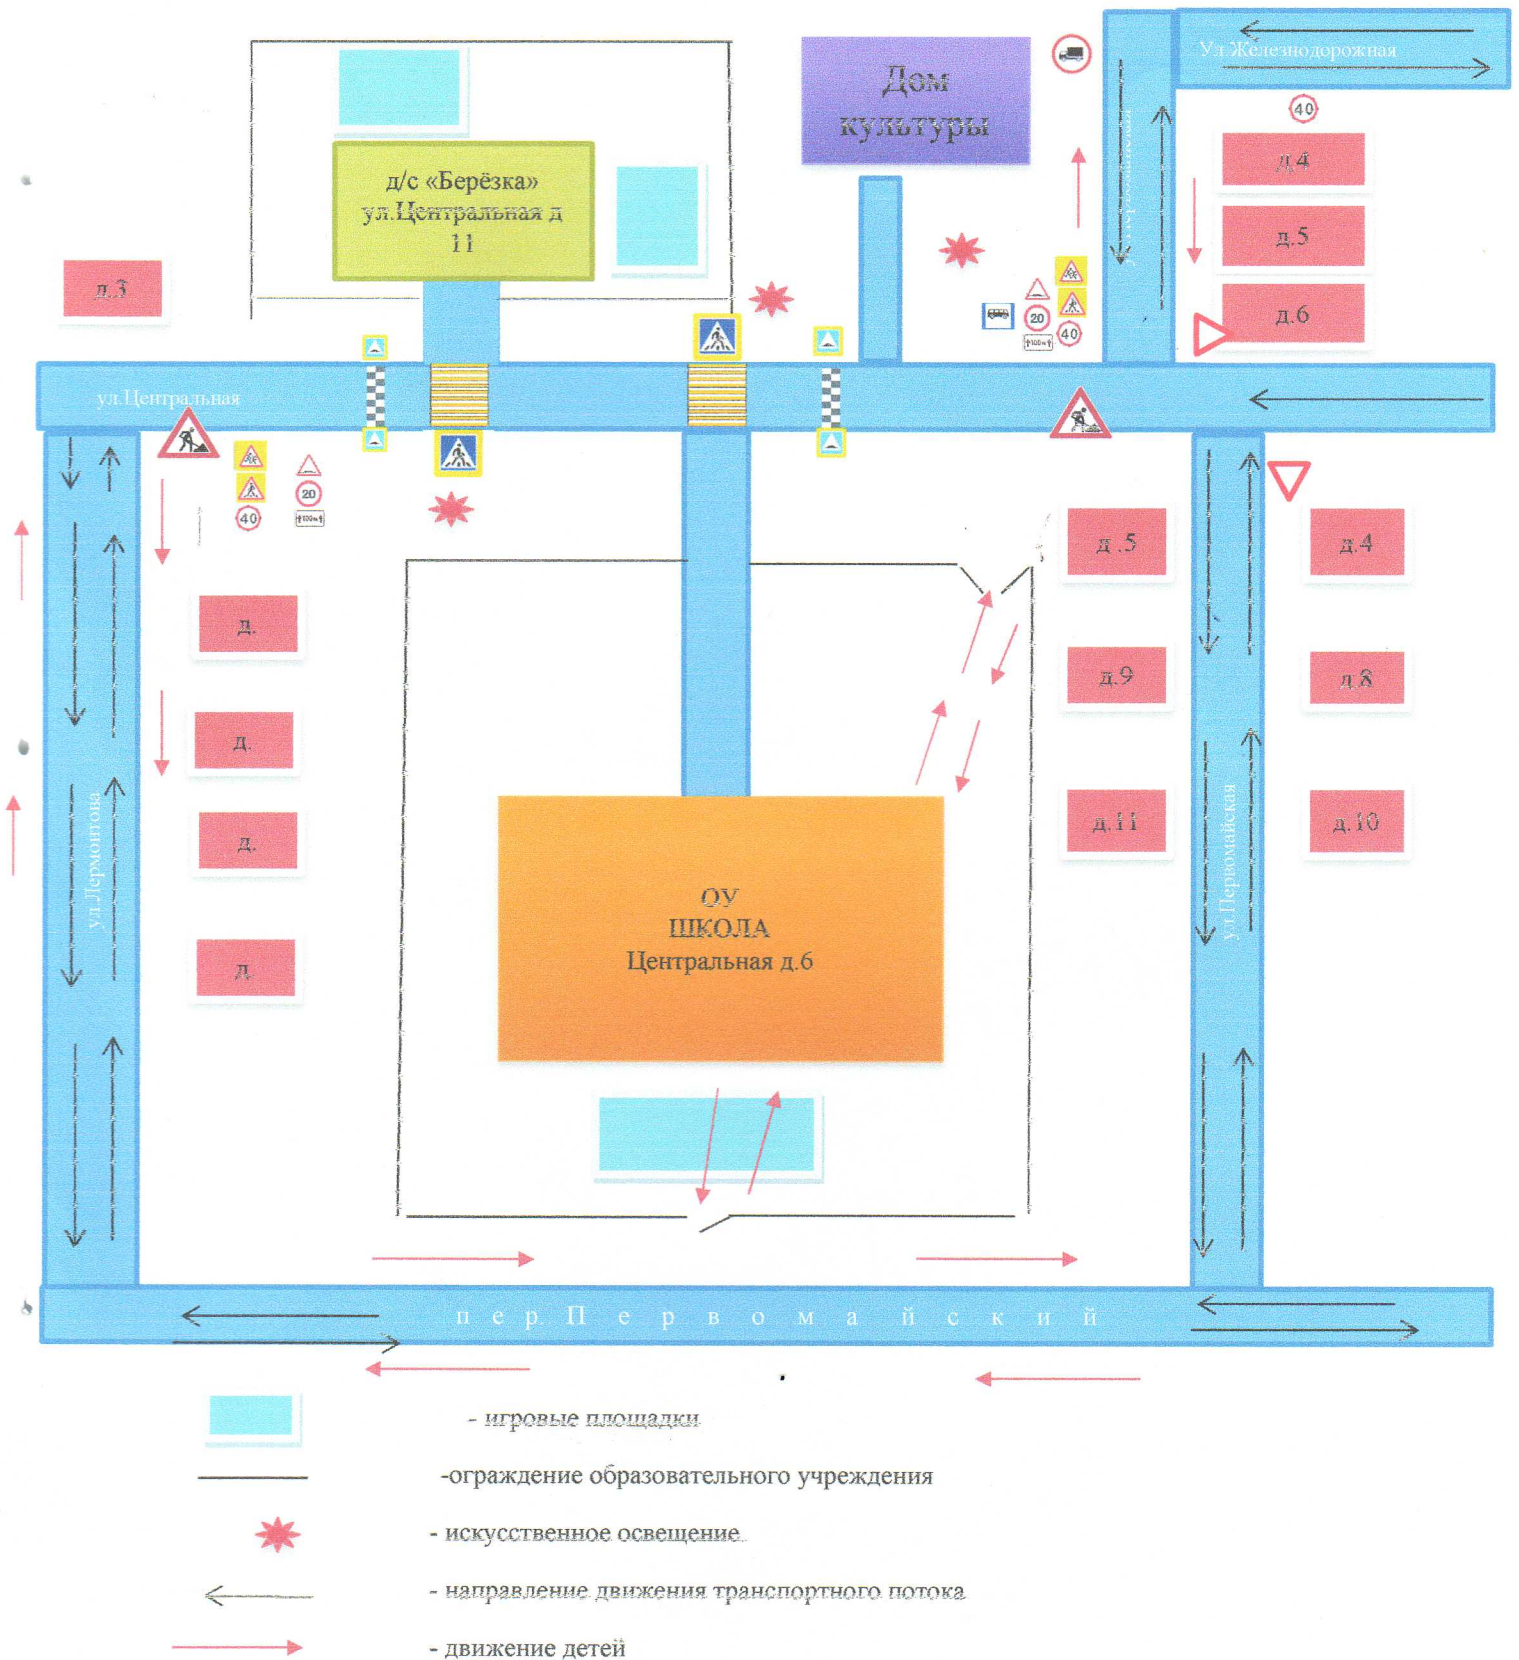 Ул.Железнодорожная
Дом
культуры
40
д.4
д/с «Берёзка»
ул.Центральная д
11
д.5
д.3
д.6
20
40
100м
ул.Центральная
20
40
100м
д .5
д.4
д.
д.9
д.8
д.
ул.Лермонтова
д.
д.11
ул.Первомайская
д.10
ОУ
ШКОЛА
Центральная д.6
д.
п е р. П е р в о м а й с к и й
- игровые площадки
-ограждение образовательного учреждения
- искусственное освещение
- направление движения транспортного потока
- движение детей